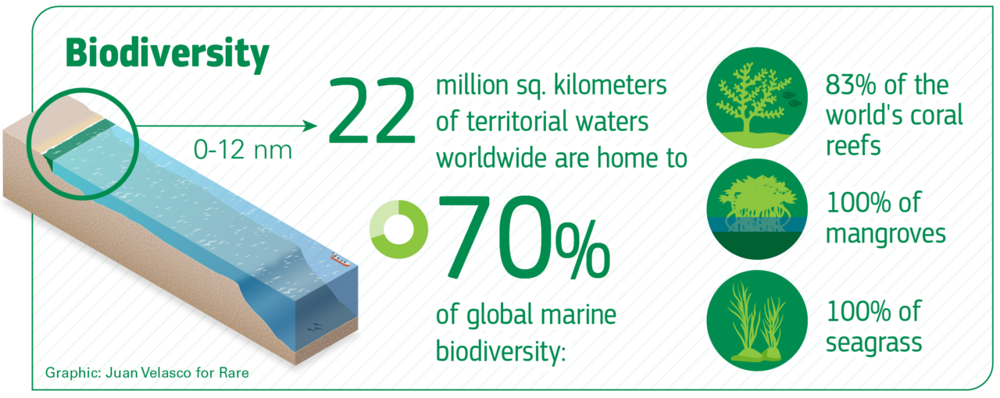 Biodiversity
0-12 nm
22
million sq. kilometers
of territorial waters
worldwide are home to
70%
of global marine
biodiversity:
83% of the
world's coral
reefs
100% of
mangroves
100% of
seagrass
Graphic: Juan Velasco for Rare